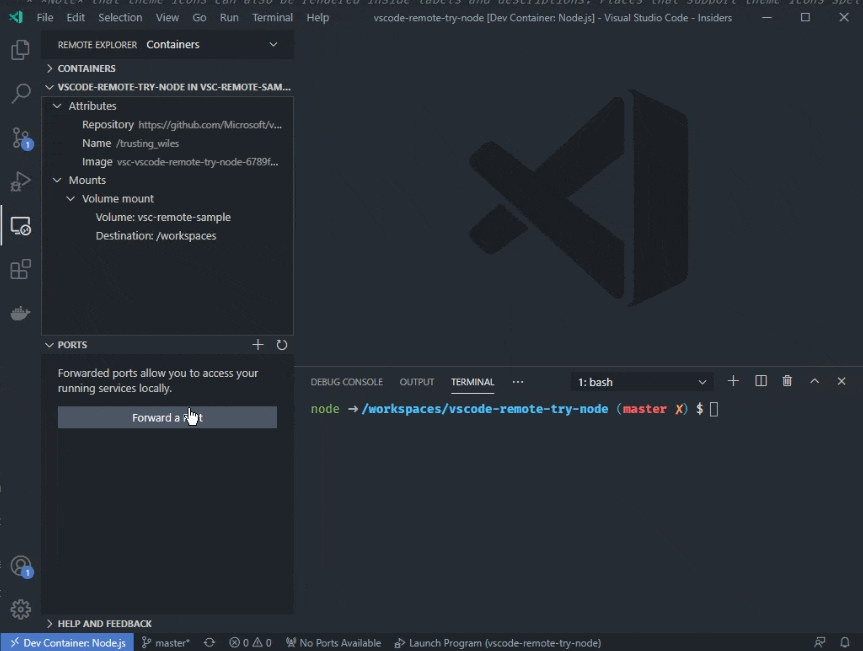 File Edit Selection View Go Run Terminal Help vscode-remote-try-node [Dev Container: Node.js] - Visual Studio Code - Insiders
REMOTE EXPLORER Containers
CONTAINERS
VSCODE-REMOTE-TRY-NODE IN VSC-REMOTE-SAM...
Attributes
Repository https://github.com/Microsoft/v...
Name /trusting_wiles
Image vsc-vscode-remote-try-node-6789f...
Mounts
Volume mount
Volume: vsc-remote-sample
Destination: /workspaces
PORTS
Forwarded ports allow you to access your
running services locally.
Forward a
DEBUG CONSOLE OUTPUT TERMINAL ... 1: bash
node ➜ /workspaces/vscode-remote-try-node (master ✗) $
1
1
HELP AND FEEDBACK
Dev Container: Node.js master* 0 0 No Ports Available Launch Program (vscode-remote-try-node)